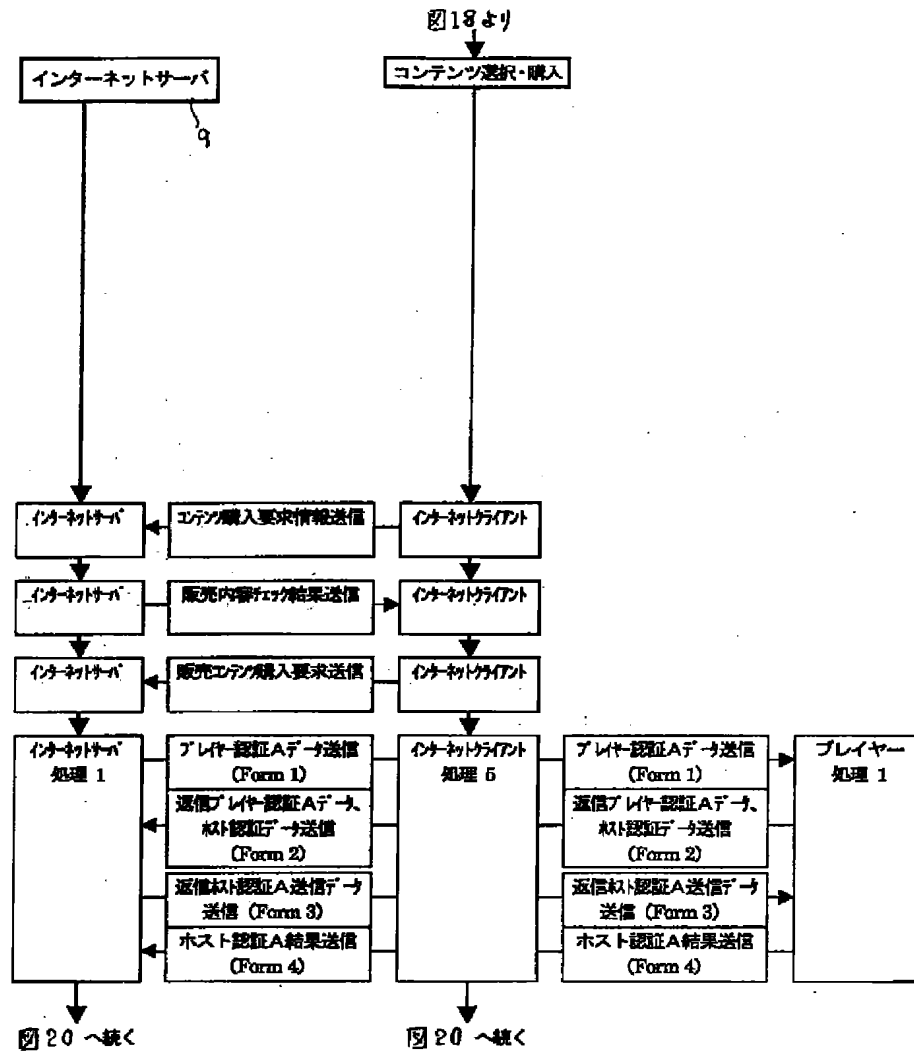 図18より
インターネットサーバ
コンテンツ選択・購入
9
インターネットサーバ
コンテンツ購入要求情報送信
インターネットクライアント
インターネットサーバ
販売内容チェック結果送信
インターネットクライアント
インターネットサーバ
販売コンテンツ購入要求送信
インターネットクライアント
インターネットサーバ
処理 1
プレイヤー認証Aデータ送信
(Form 1)
インターネットクライアント
処理 5
プレイヤー認証Aデータ送信
(Form 1)
プレイヤー
処理 1
返信プレイヤー認証Aデータ、
ホスト認証データ送信
(Form 2)
返信プレイヤー認証Aデータ、
ホスト認証データ送信
(Form 2)
返信ホスト認証A送信データ
送信 (Form 3)
返信ホスト認証A送信データ
送信 (Form 3)
ホスト認証A結果送信
(Form 4)
ホスト認証A結果送信
(Form 4)
図20 へ続く
図20 へ続く